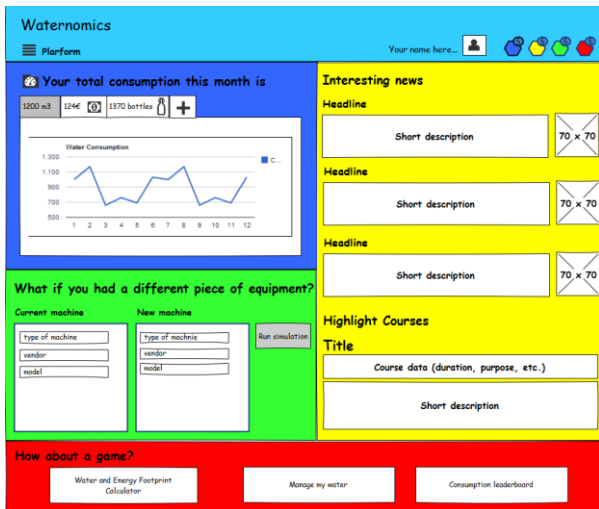 Waternomics
Plarform
Your name here...
Your total consumption this month is
1200 m3
124€
1370 bottles
+
Water Consumption
C...
1.300
1.100
900
700
500
1 2 3 4 5 6 7 8 9 10 11 12
What if you had a different piece of equipment?
Current machine
New machine
type of machine
vendor
model
type of machnie
vendor
model
Run simulation
Interesting news
Headline
Short description
70 x 70
Headline
Short description
70 x 70
Headline
Short description
70 x 70
Highlight Courses
Title
Course data (duration, purpose, etc.)
Short description
How about a game?
Water and Energy Footprint
Calculator
Manage my water
Consumption leaderboard